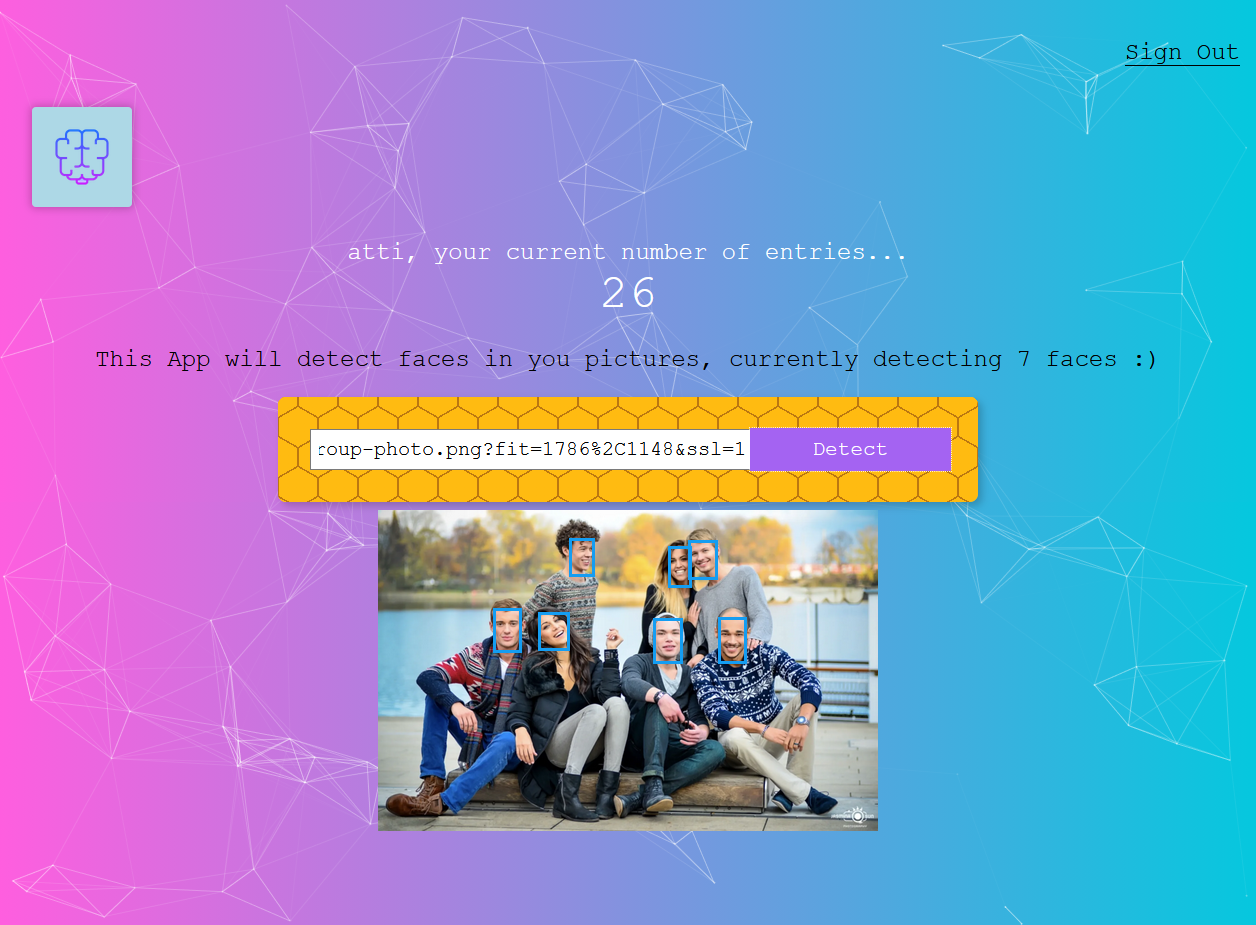 Sign Out
atti, your current number of entries...
26
This App will detect faces in you pictures, currently detecting 7 faces :)
roup-photo.png?fit=1786%2C1148&ssl=1
Detect